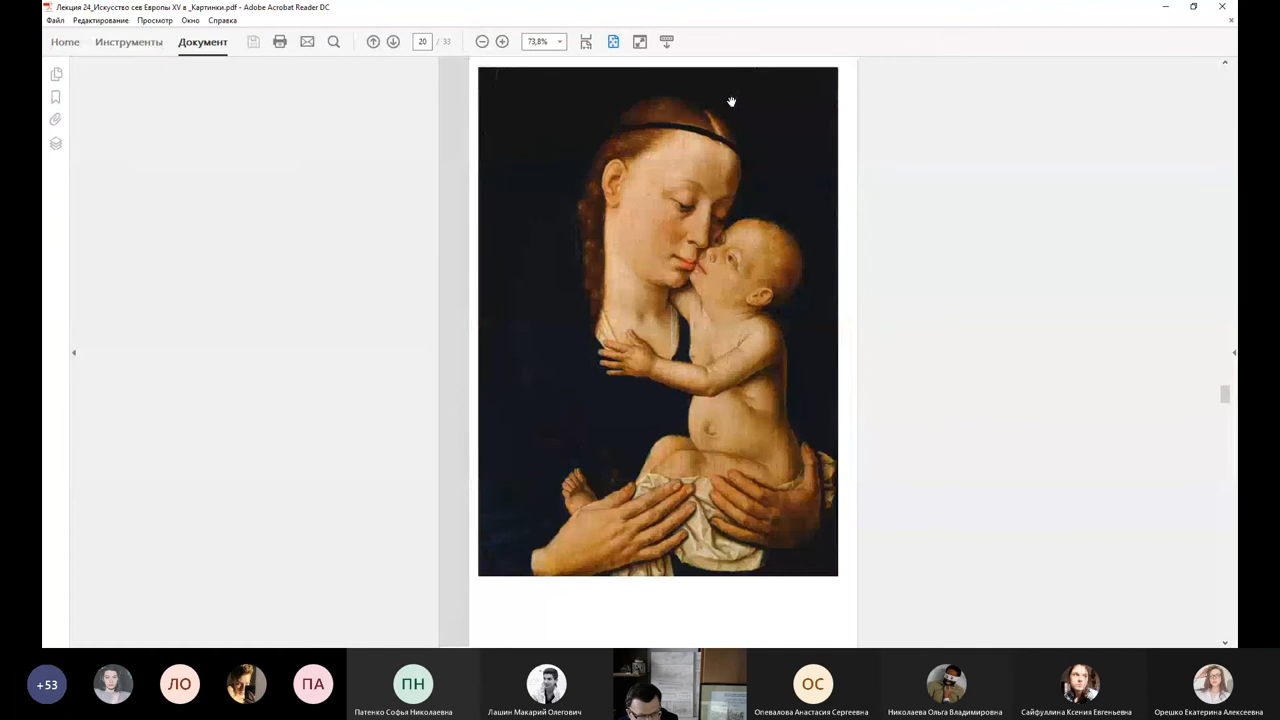 Лекция 24_Искусство сев Европы XV в _Картинки.pdf - Adobe Acrobat Reader DC
Файл Редактирование Просмотр Окно Справка
Home Инструменты Документ 20 / 33 73,8%
+53 ЛО ПА ПН ОС
Патенко Софья Николаевна Лашин Макарий Олегович Опевалова Анастасия Сергеевна Николаева Ольга Владимировна Сайфуллина Ксения Евгеньевна Орешко Екатерина Алексеевна